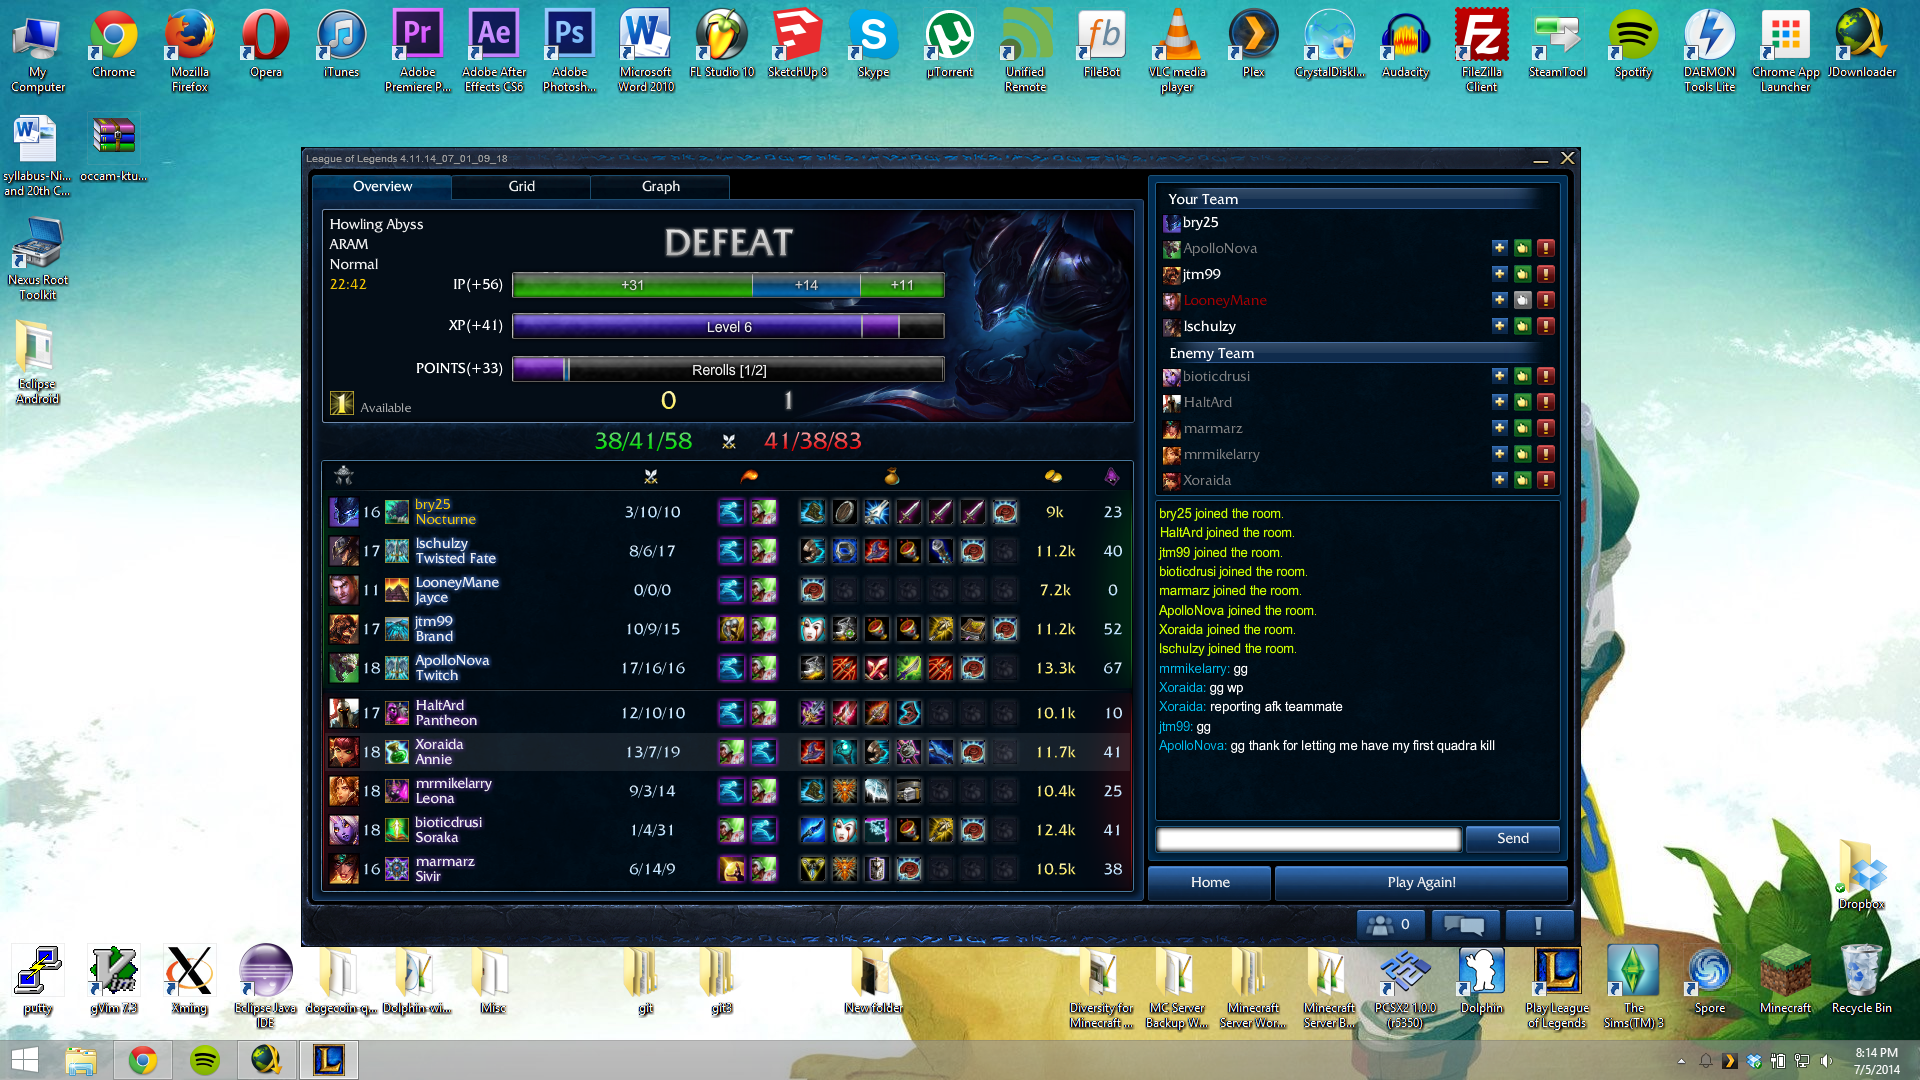 My Computer
Chrome
Mozilla Firefox
Opera
iTunes
Adobe Premiere P...
Adobe After Effects CS6
Adobe Photosh...
Microsoft Word 2010
FL Studio 10
SketchUp 8
Skype
µTorrent
Unified Remote
FileBot
VLC media player
Plex
CrystalDiskI...
Audacity
FileZilla Client
SteamTool
Spotify
DAEMON Tools Lite
Chrome App Launcher
JDownloader
syllabus-Ni... and 20th C...
occam-ktu...
Nexus Root Toolkit
Eclipse Android
League of Legends 4.11.14_07_01_09_18
Overview
Grid
Graph
Howling Abyss
ARAM
Normal
22:42
DEFEAT
IP(+56)
+31
+14
+11
XP(+41)
Level 6
POINTS(+33)
Rerolls [1/2]
1 Available
0
1
38/41/58
41/38/83
16 bry25 Nocturne 3/10/10 9k 23
17 lschulzy Twisted Fate 8/6/17 11.2k 40
11 LooneyMane Jayce 0/0/0 7.2k 0
17 jtm99 Brand 10/9/15 11.2k 52
18 ApolloNova Twitch 17/16/16 13.3k 67
17 HaltArd Pantheon 12/10/10 10.1k 10
18 Xoraida Annie 13/7/19 11.7k 41
18 mrmikelarry Leona 9/3/14 10.4k 25
18 bioticdrusi Soraka 1/4/31 12.4k 41
16 marmarz Sivir 6/14/9 10.5k 38
Your Team
bry25
ApolloNova
jtm99
LooneyMane
lschulzy
Enemy Team
bioticdrusi
HaltArd
marmarz
mrmikelarry
Xoraida
bry25 joined the room.
HaltArd joined the room.
jtm99 joined the room.
bioticdrusi joined the room.
marmarz joined the room.
ApolloNova joined the room.
Xoraida joined the room.
lschulzy joined the room.
mrmikelarry: gg
Xoraida: gg wp
Xoraida: reporting afk teammate
jtm99: gg
ApolloNova: gg thank for letting me have my first quadra kill
Send
Home
Play Again!
0
Dropbox
putty
gVim 7.3
Xming
Eclipse Java IDE
dogecoin-q...
Dolphin-wi...
Misc
git
git3
New folder
Diversity for Minecraft ...
MC Server Backup W...
Minecraft Server Wor...
Minecraft Server B...
PCSX2 1.0.0 (r5350)
Dolphin
Play League of Legends
The Sims(TM) 3
Spore
Minecraft
Recycle Bin
8:14 PM
7/5/2014